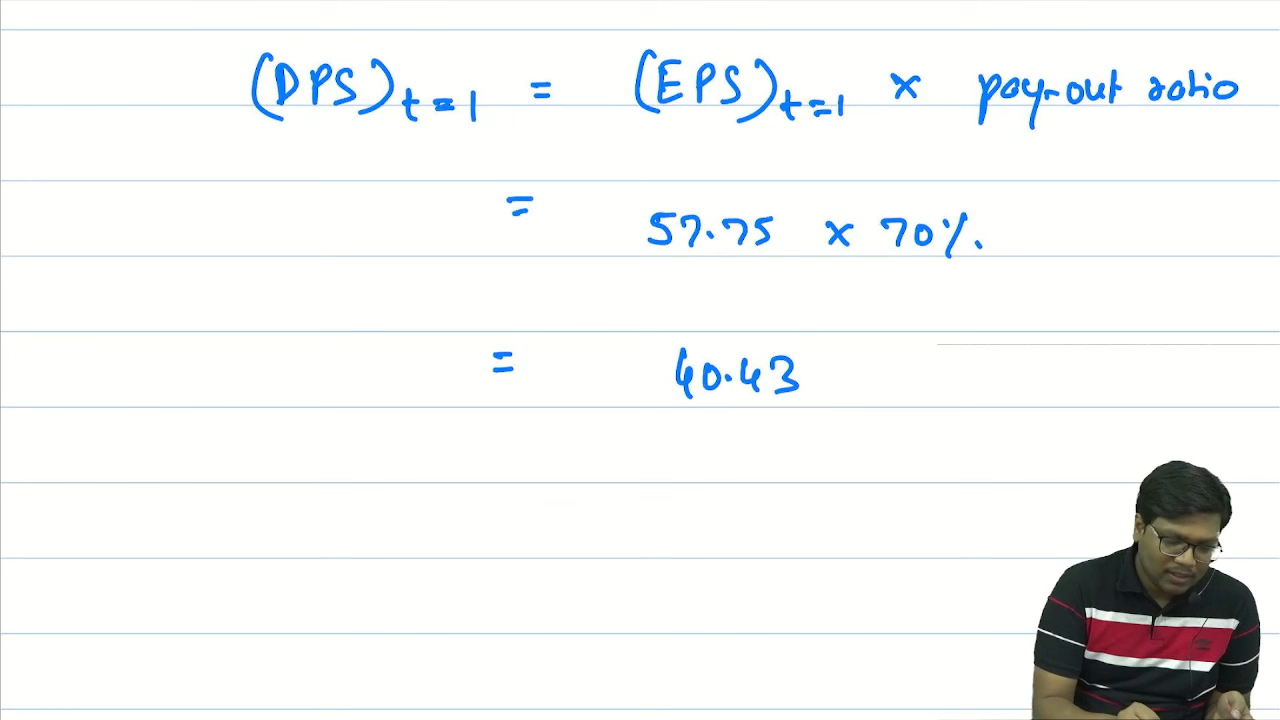 (DPS)t=1 = (EPS)t=1 × pay-out ratio
= 57.75 × 70%.
= 40.43